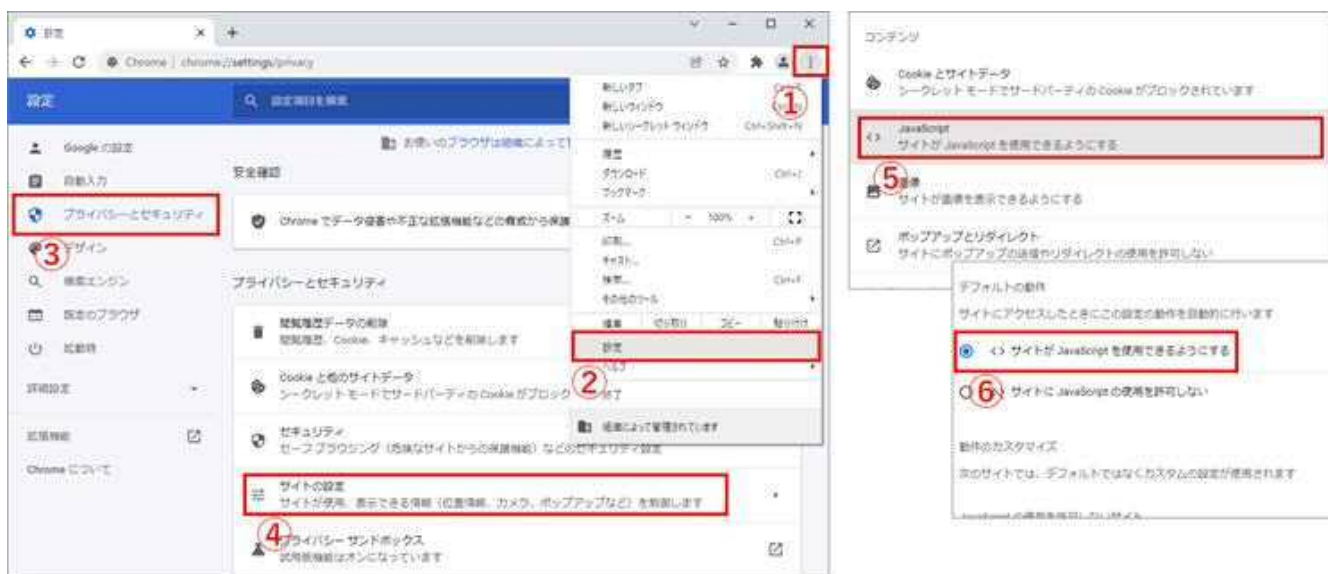 設定
Chrome | chrome://settings/privacy
①
設定
設定項目を検索
Google の設定
自動入力
プライバシーとセキュリティ
③
デザイン
検索エンジン
既定のブラウザ
起動時
詳細設定
拡張機能
Chrome について
お使いのブラウザは組織によって
安全確認
Chrome でデータ侵害や不正な拡張機能などの脅威から保護
プライバシーとセキュリティ
閲覧履歴データの削除
閲覧履歴、Cookie、キャッシュなどを削除します
Cookie と他のサイトデータ
シークレット モードでサードパーティの Cookie がブロック
セキュリティ
セーフ ブラウジング（危険なサイトからの保護機能）などのセキュリティ設定
サイトの設定
サイトが使用、表示できる情報（位置情報、カメラ、ポップアップなど）を制御します
④
プライバシー サンドボックス
試用版機能はオンになっています
新しいタブ
新しいウィンドウ
新しいシークレット ウィンドウ Ctrl+Shift+N
履歴
ダウンロード Ctrl+J
ブックマーク
ズーム - 100% +
印刷... Ctrl+P
キャスト...
検索... Ctrl+F
その他のツール
編集 切り取り コピー 貼り付け
設定
②
ヘルプ
終了
組織によって管理されています
コンテンツ
Cookie とサイトデータ
シークレット モードでサードパーティの Cookie がブロックされています
JavaScript
サイトが JavaScript を使用できるようにする
⑤
画像
サイトが画像を表示できるようにする
ポップアップとリダイレクト
サイトにポップアップの送信やリダイレクトの使用を許可しない
デフォルトの動作
サイトにアクセスしたときにこの設定の動作を自動的に行います
<> サイトが JavaScript を使用できるようにする
⑥
サイトに JavaScript の使用を許可しない
動作のカスタマイズ
次のサイトでは、デフォルトではなくカスタムの設定が使用されます
JavaScript の使用を許可しないサイト